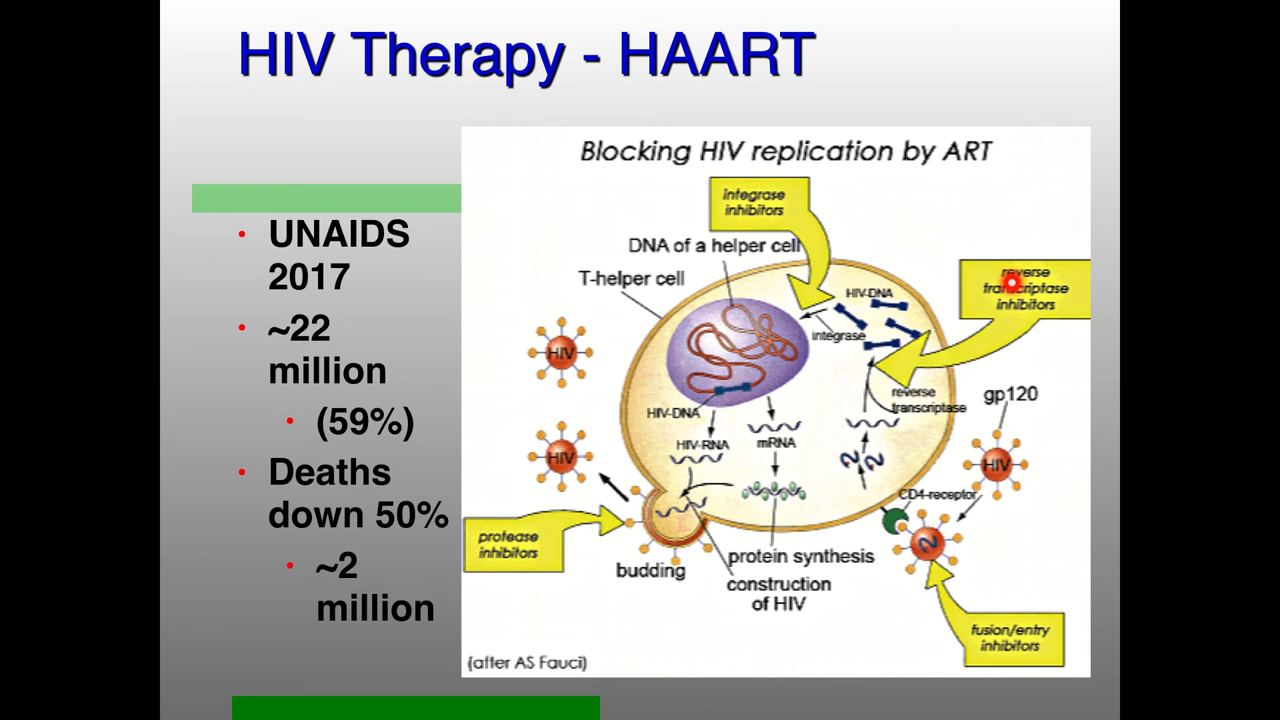 HIV Therapy - HAART
• UNAIDS
2017
• ~22
million
• (59%)
• Deaths
down 50%
• ~2
million
Blocking HIV replication by ART
integrase
inhibitors
DNA of a helper cell
T-helper cell
reverse
transcriptase
inhibitors
HIV-DNA
integrase
HIV
reverse
transcriptase
gp120
HIV-DNA
HIV-RNA
mRNA
HIV
HIV
CD4-receptor
protease
inhibitors
budding
protein synthesis
construction
of HIV
fusion/entry
inhibitors
(after AS Fauci)